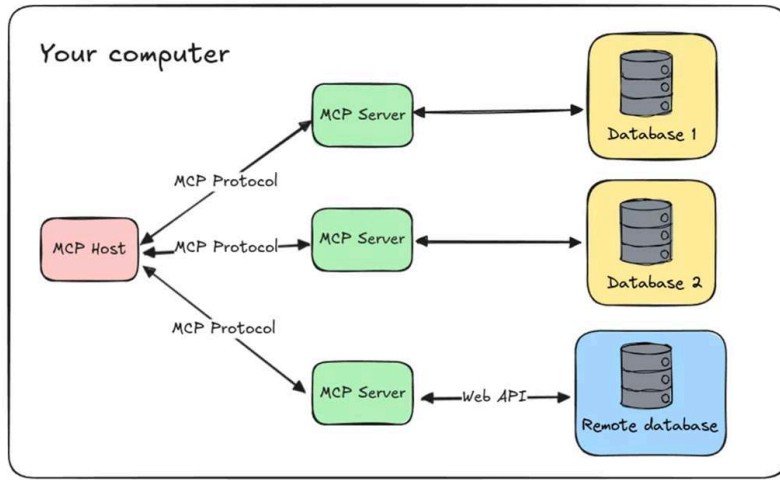 Your computer
MCP Server
Database 1
MCP Protocol
MCP Host
MCP Protocol
MCP Server
Database 2
MCP Protocol
MCP Server
Web API
Remote database